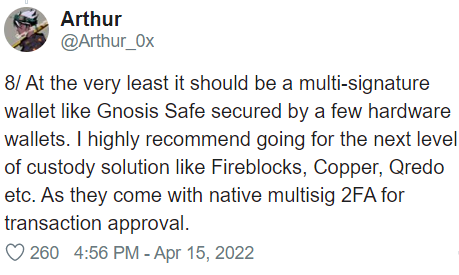 Arthur
@Arthur_0x
8/ At the very least it should be a multi-signature
wallet like Gnosis Safe secured by a few hardware
wallets. I highly recommend going for the next level
of custody solution like Fireblocks, Copper, Qredo
etc. As they come with native multisig 2FA for
transaction approval.
260 4:56 PM - Apr 15, 2022